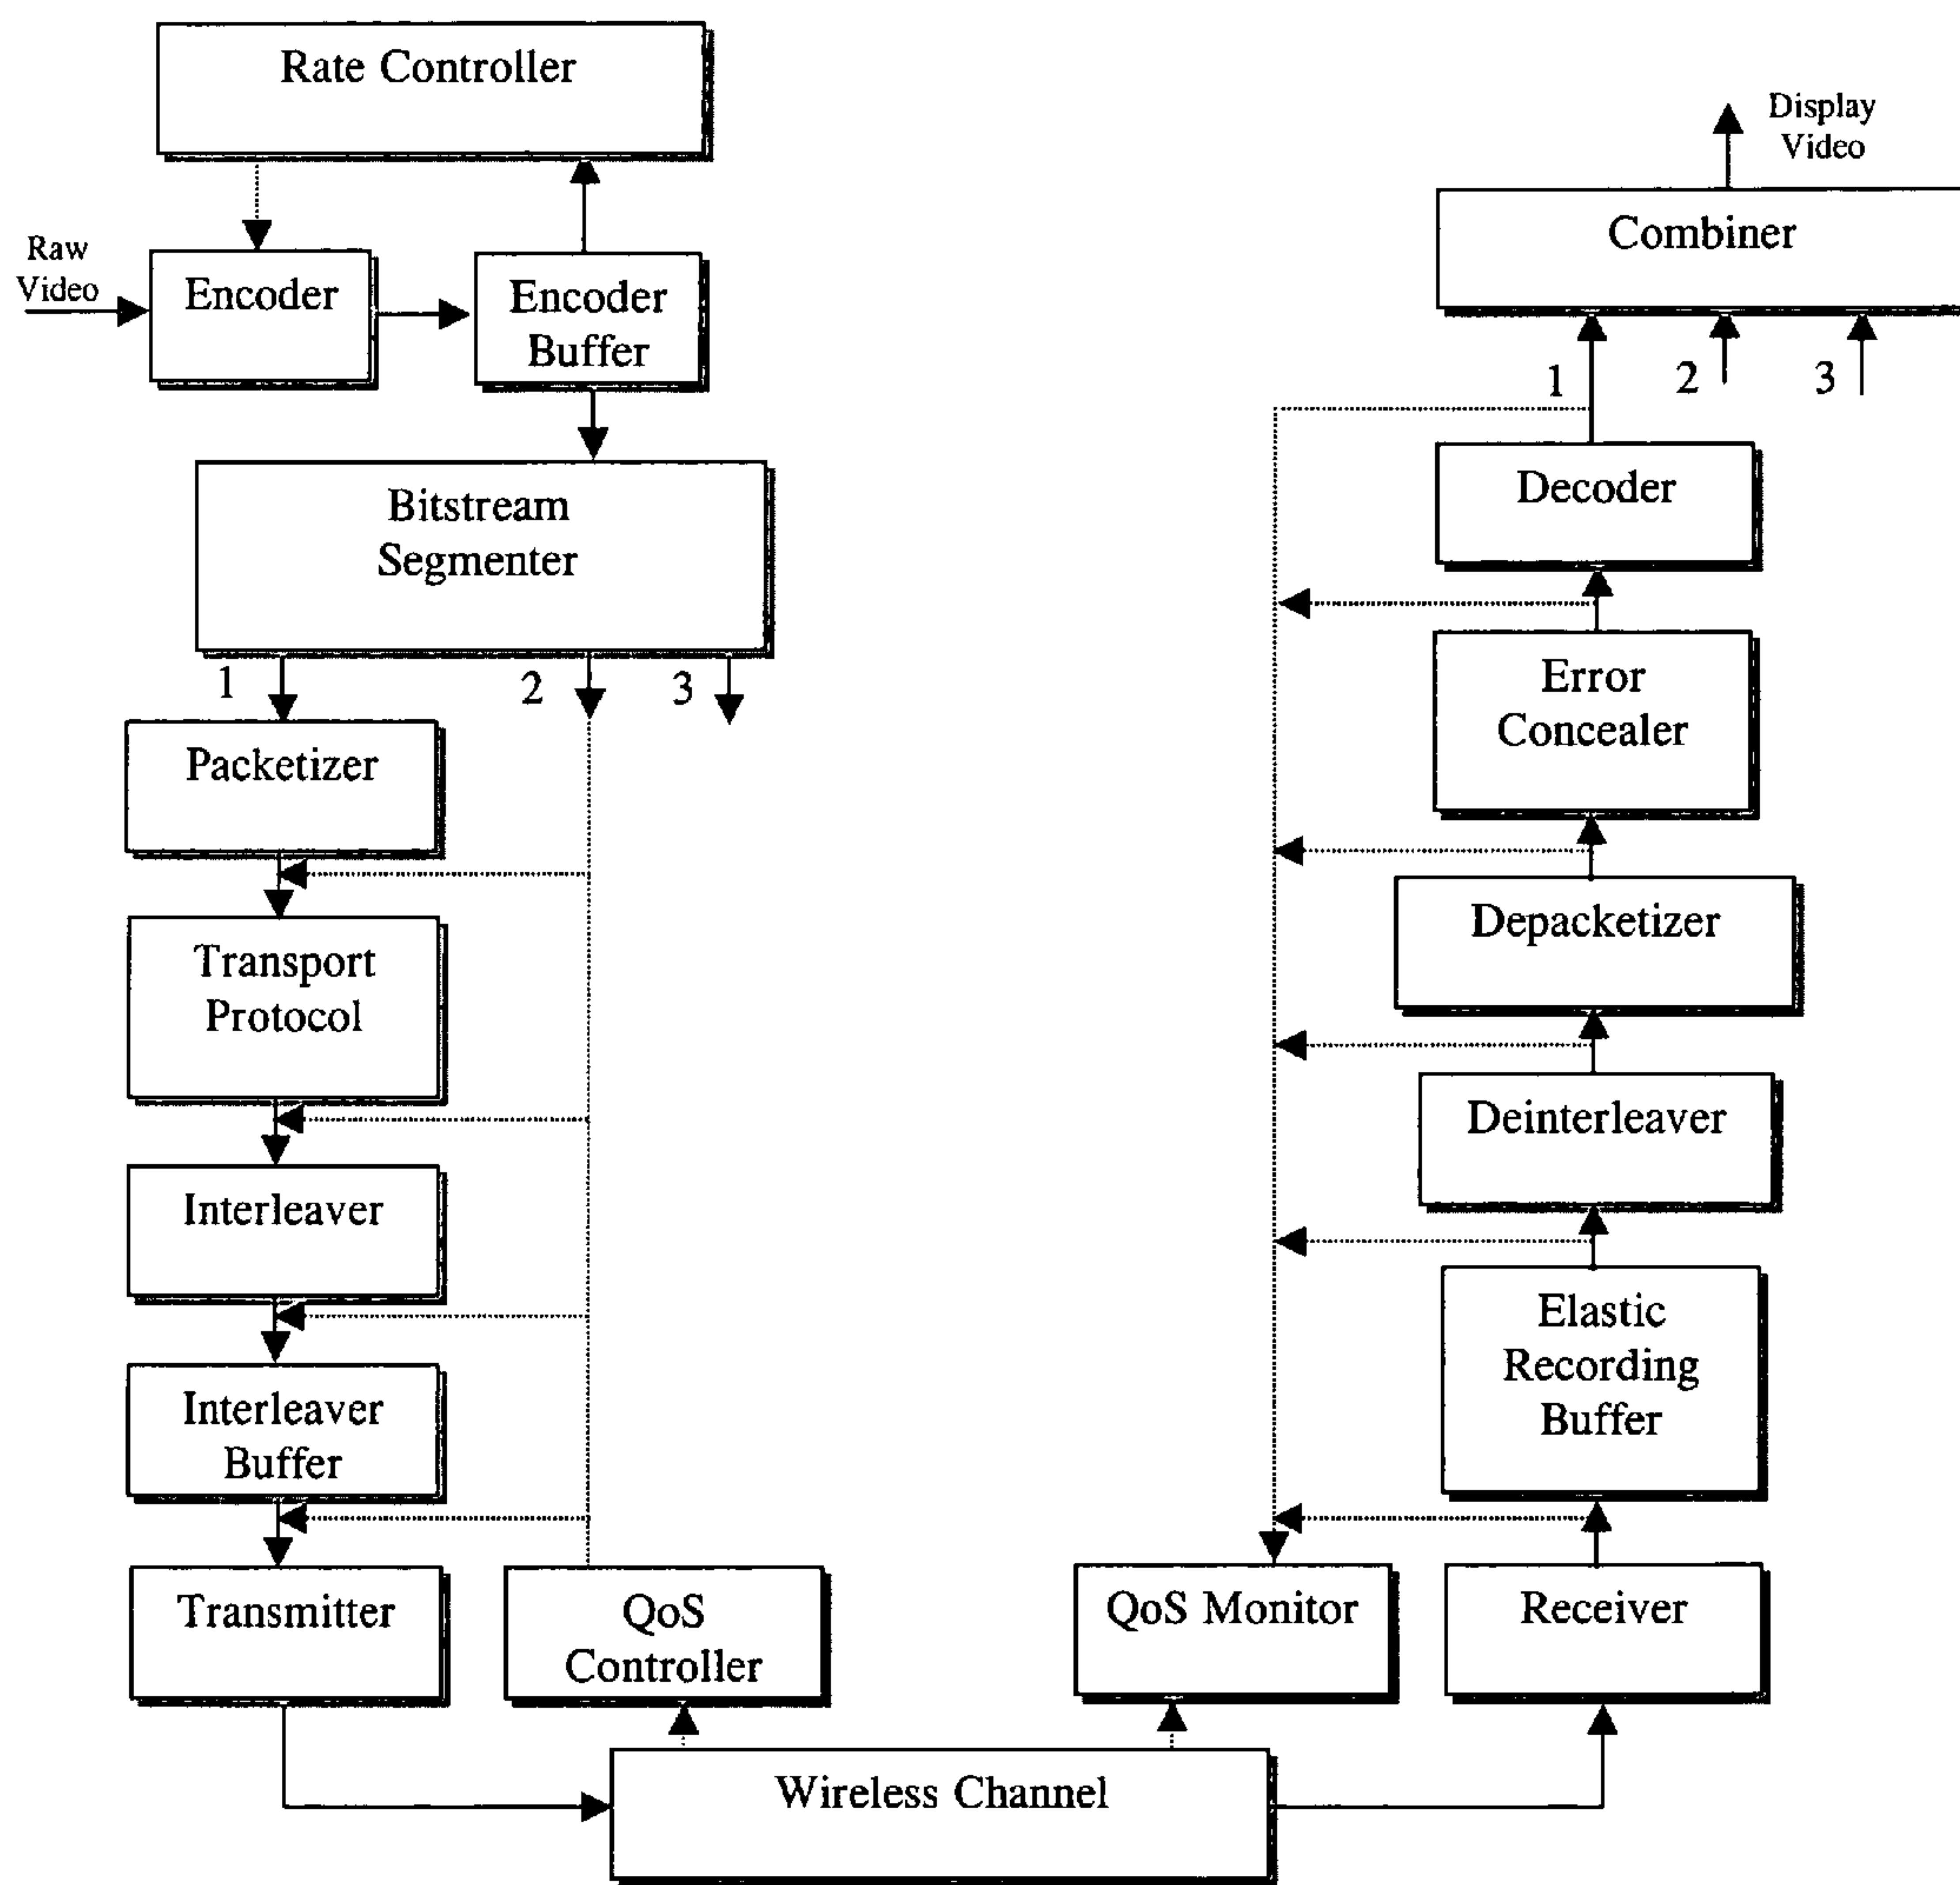 Rate Controller
Raw
Video
Encoder
Encoder
Buffer
Bitstream
Segmenter
1
2
3
Packetizer
Transport
Protocol
Interleaver
Interleaver
Buffer
Transmitter
QoS
Controller
Wireless Channel
Display
Video
Combiner
1
2
3
Decoder
Error
Concealer
Depacketizer
Deinterleaver
Elastic
Recording
Buffer
QoS Monitor
Receiver